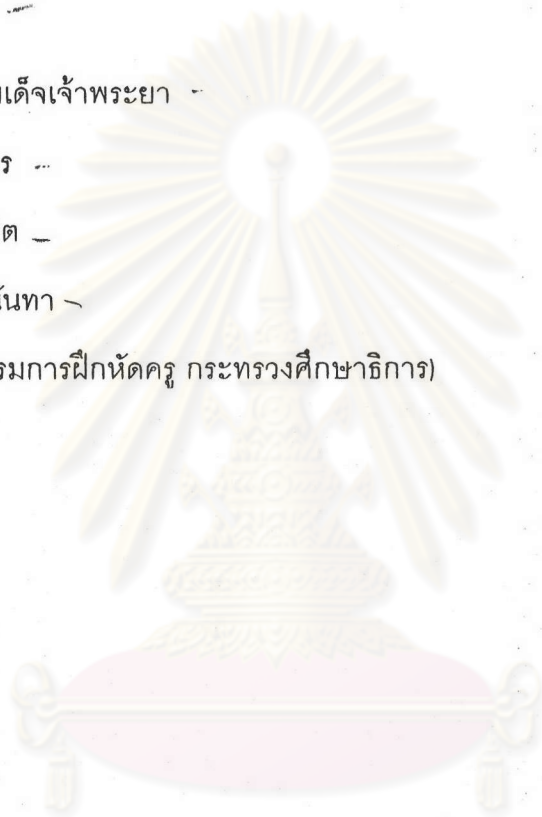 มเด็จเจ้าพระยา
ร
ต
ันทา
รมการฝึกหัดครู กระทรวงศึกษาธิการ)